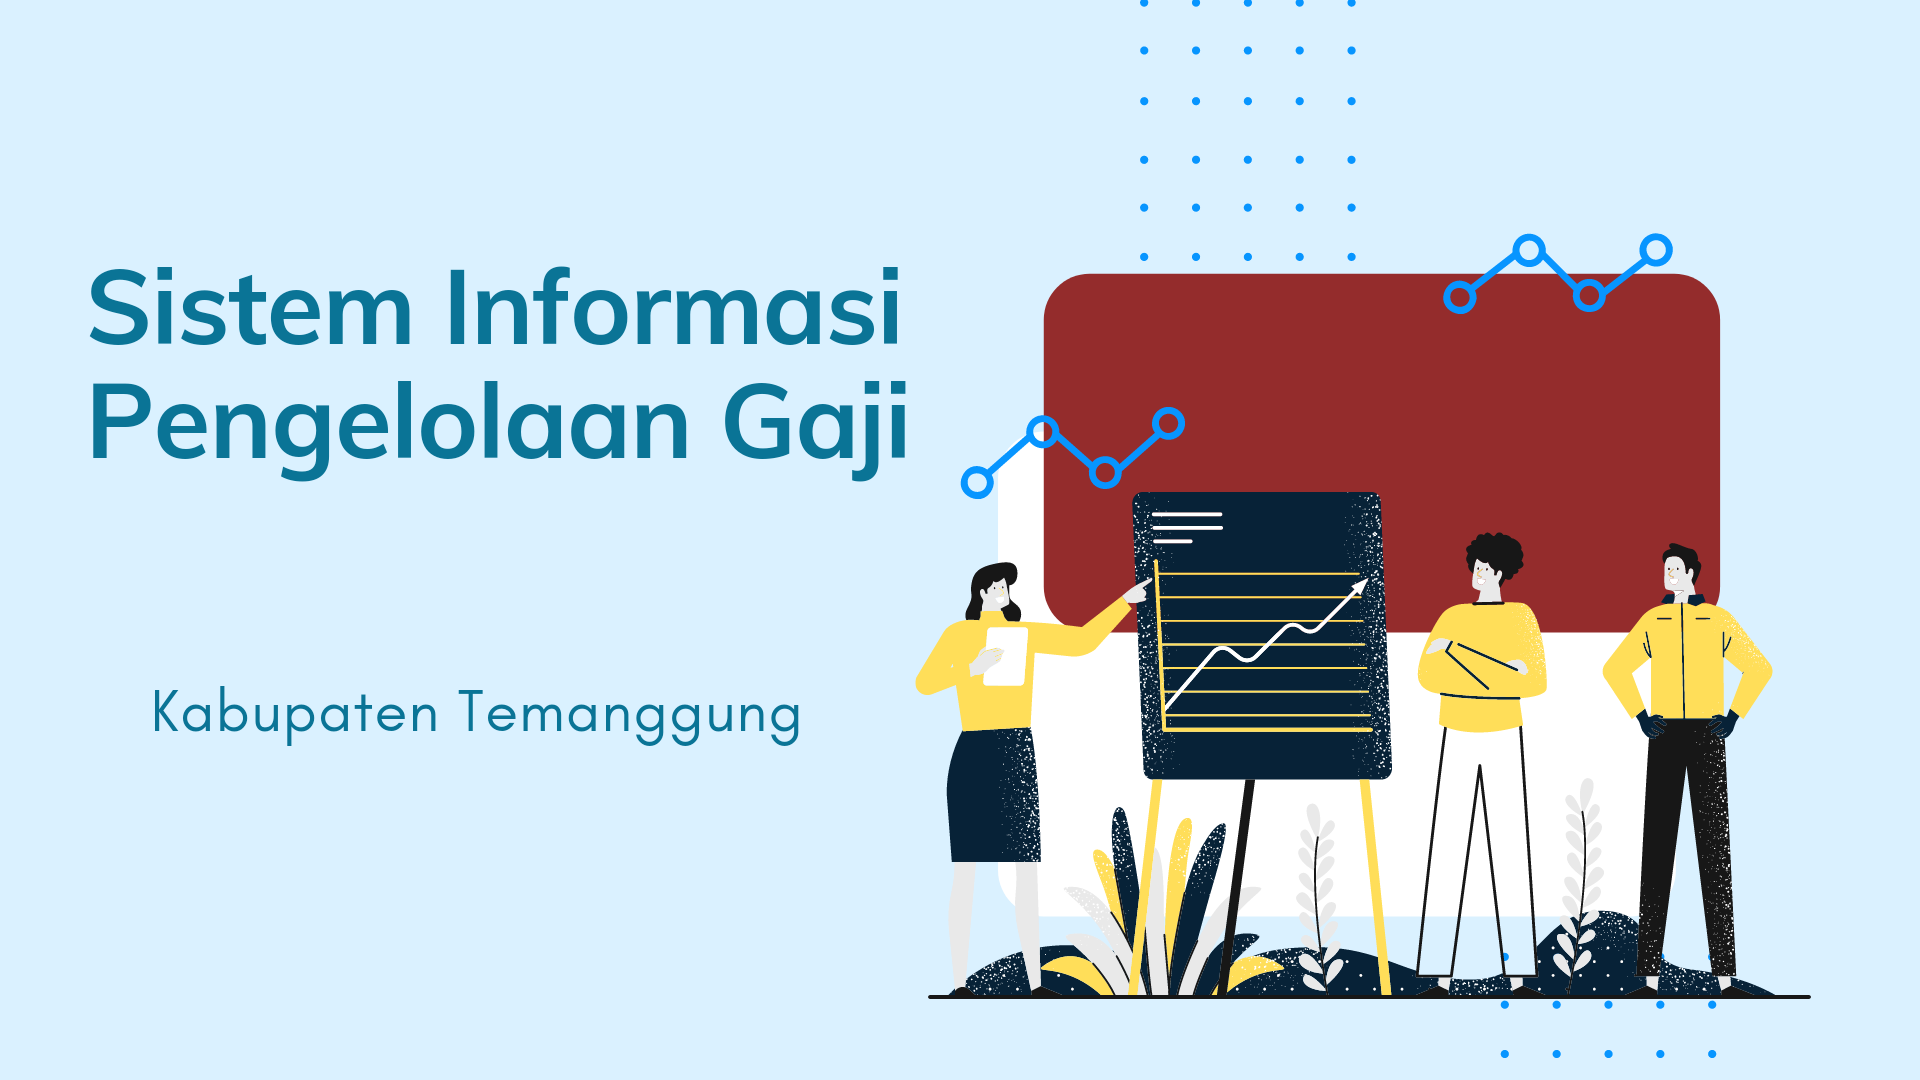 Sistem Informasi
Pengelolaan Gaji
Kabupaten Temanggung